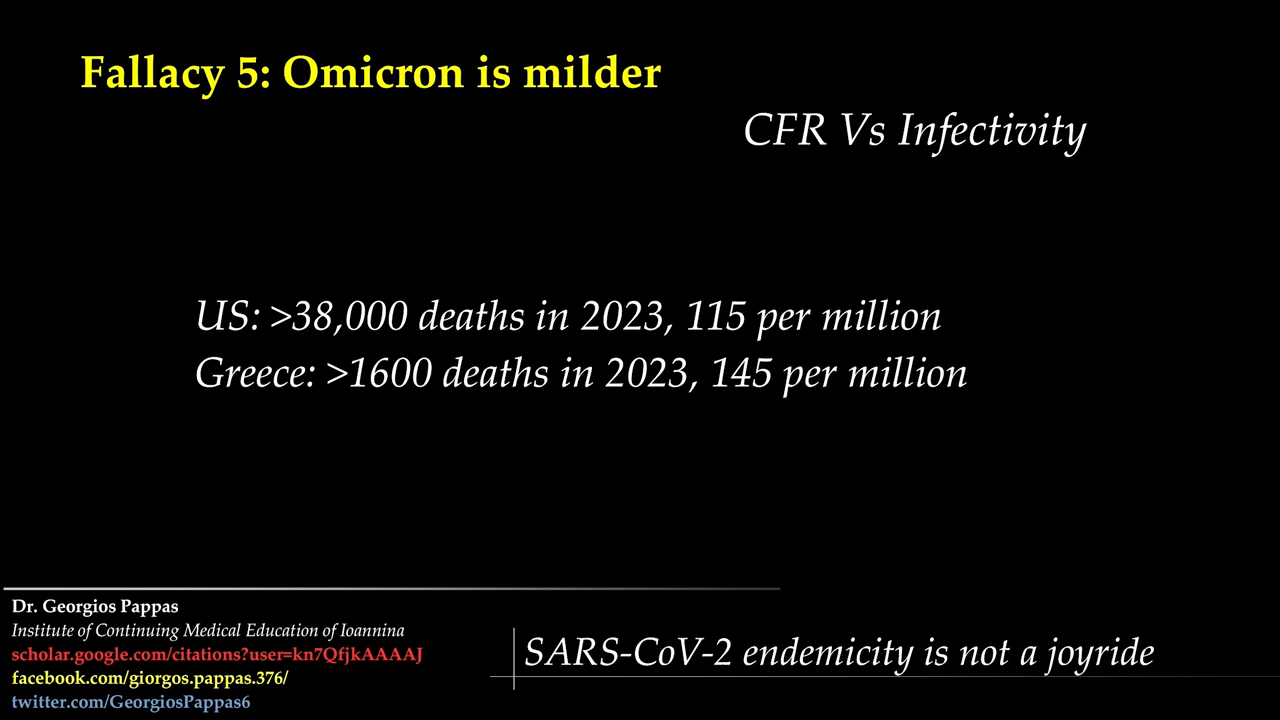 Fallacy 5: Omicron is milder
CFR Vs Infectivity
US: >38,000 deaths in 2023, 115 per million
Greece: >1600 deaths in 2023, 145 per million
Dr. Georgios Pappas
Institute of Continuing Medical Education of Ioannina
scholar.google.com/citations?user=kn7QfjkAAAAJ
facebook.com/giorgos.pappas.376/
twitter.com/GeorgiosPappas6
SARS-CoV-2 endemicity is not a joyride